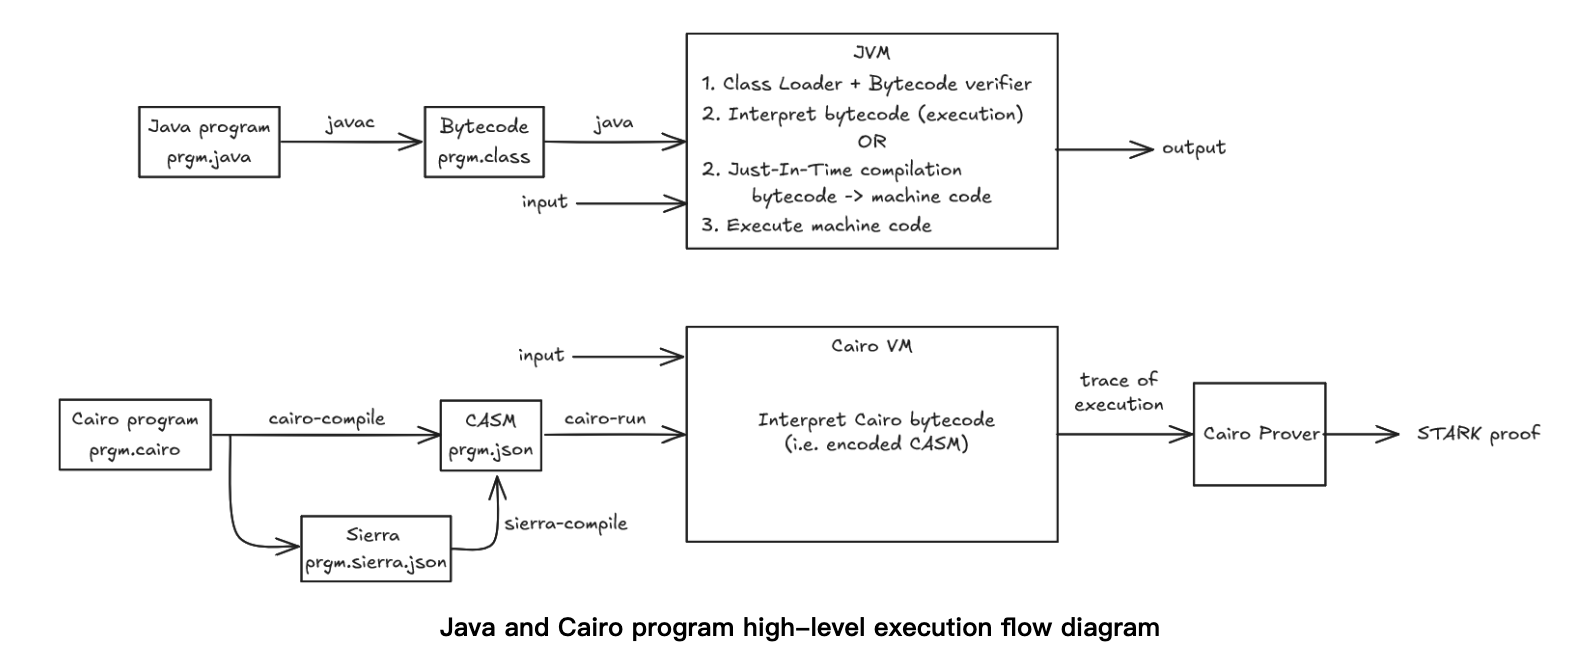 JVM
1. Class Loader + Bytecode verifier
2. Interpret bytecode (execution)
OR
2. Just-In-Time compilation
bytecode -> machine code
3. Execute machine code
Java program
prgm.java
javac
Bytecode
prgm.class
java
input
output
Cairo VM
Interpret Cairo bytecode
(i.e. encoded CASM)
input
Cairo program
prgm.cairo
cairo-compile
CASM
prgm.json
cairo-run
trace of
execution
Cairo Prover
STARK proof
Sierra
prgm.sierra.json
sierra-compile
Java and Cairo program high-level execution flow diagram